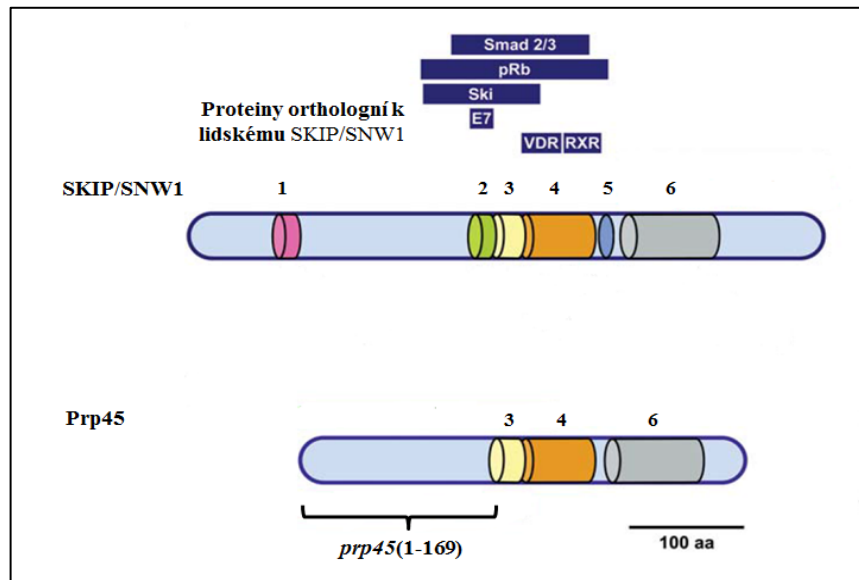 Smad 2/3
pRb
Ski
Proteiny orthologní k
lidskému SKIP/SNW1
E7
VDR RXR
SKIP/SNW1
1 2 3 4 5 6
Prp45
3 4 6
prp45(1-169)
100 aa